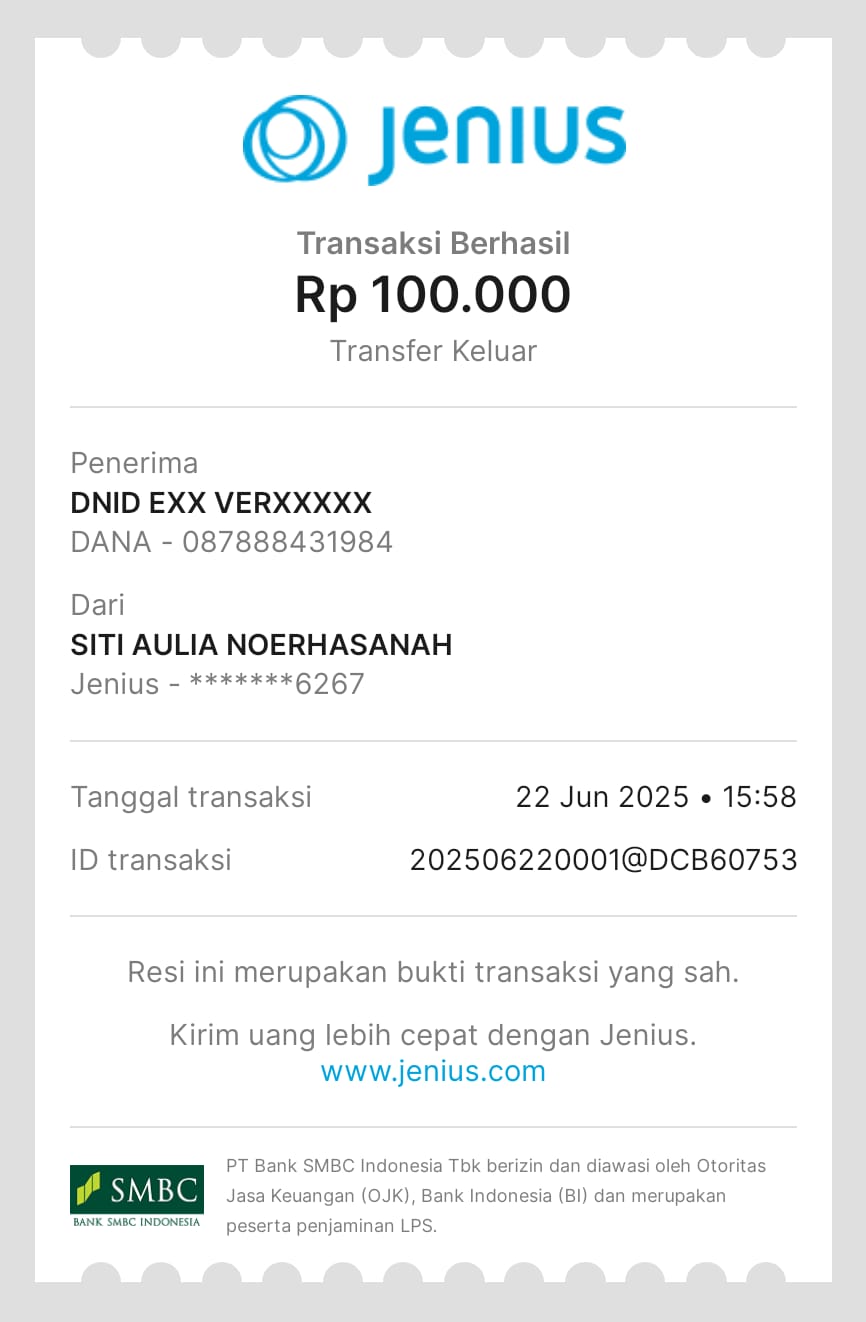 Jenius
Transaksi Berhasil
Rp 100.000
Transfer Keluar
Penerima
DNID EXX VERXXXXX
DANA - 087888431984
Dari
SITI AULIA NOERHASANAH
Jenius - *******6267
Tanggal transaksi 22 Jun 2025 • 15:58
ID transaksi 202506220001@DCB60753
Resi ini merupakan bukti transaksi yang sah.
Kirim uang lebih cepat dengan Jenius.
www.jenius.com
SMBC
BANK SMBC INDONESIA
PT Bank SMBC Indonesia Tbk berizin dan diawasi oleh Otoritas
Jasa Keuangan (OJK), Bank Indonesia (BI) dan merupakan
peserta penjaminan LPS.